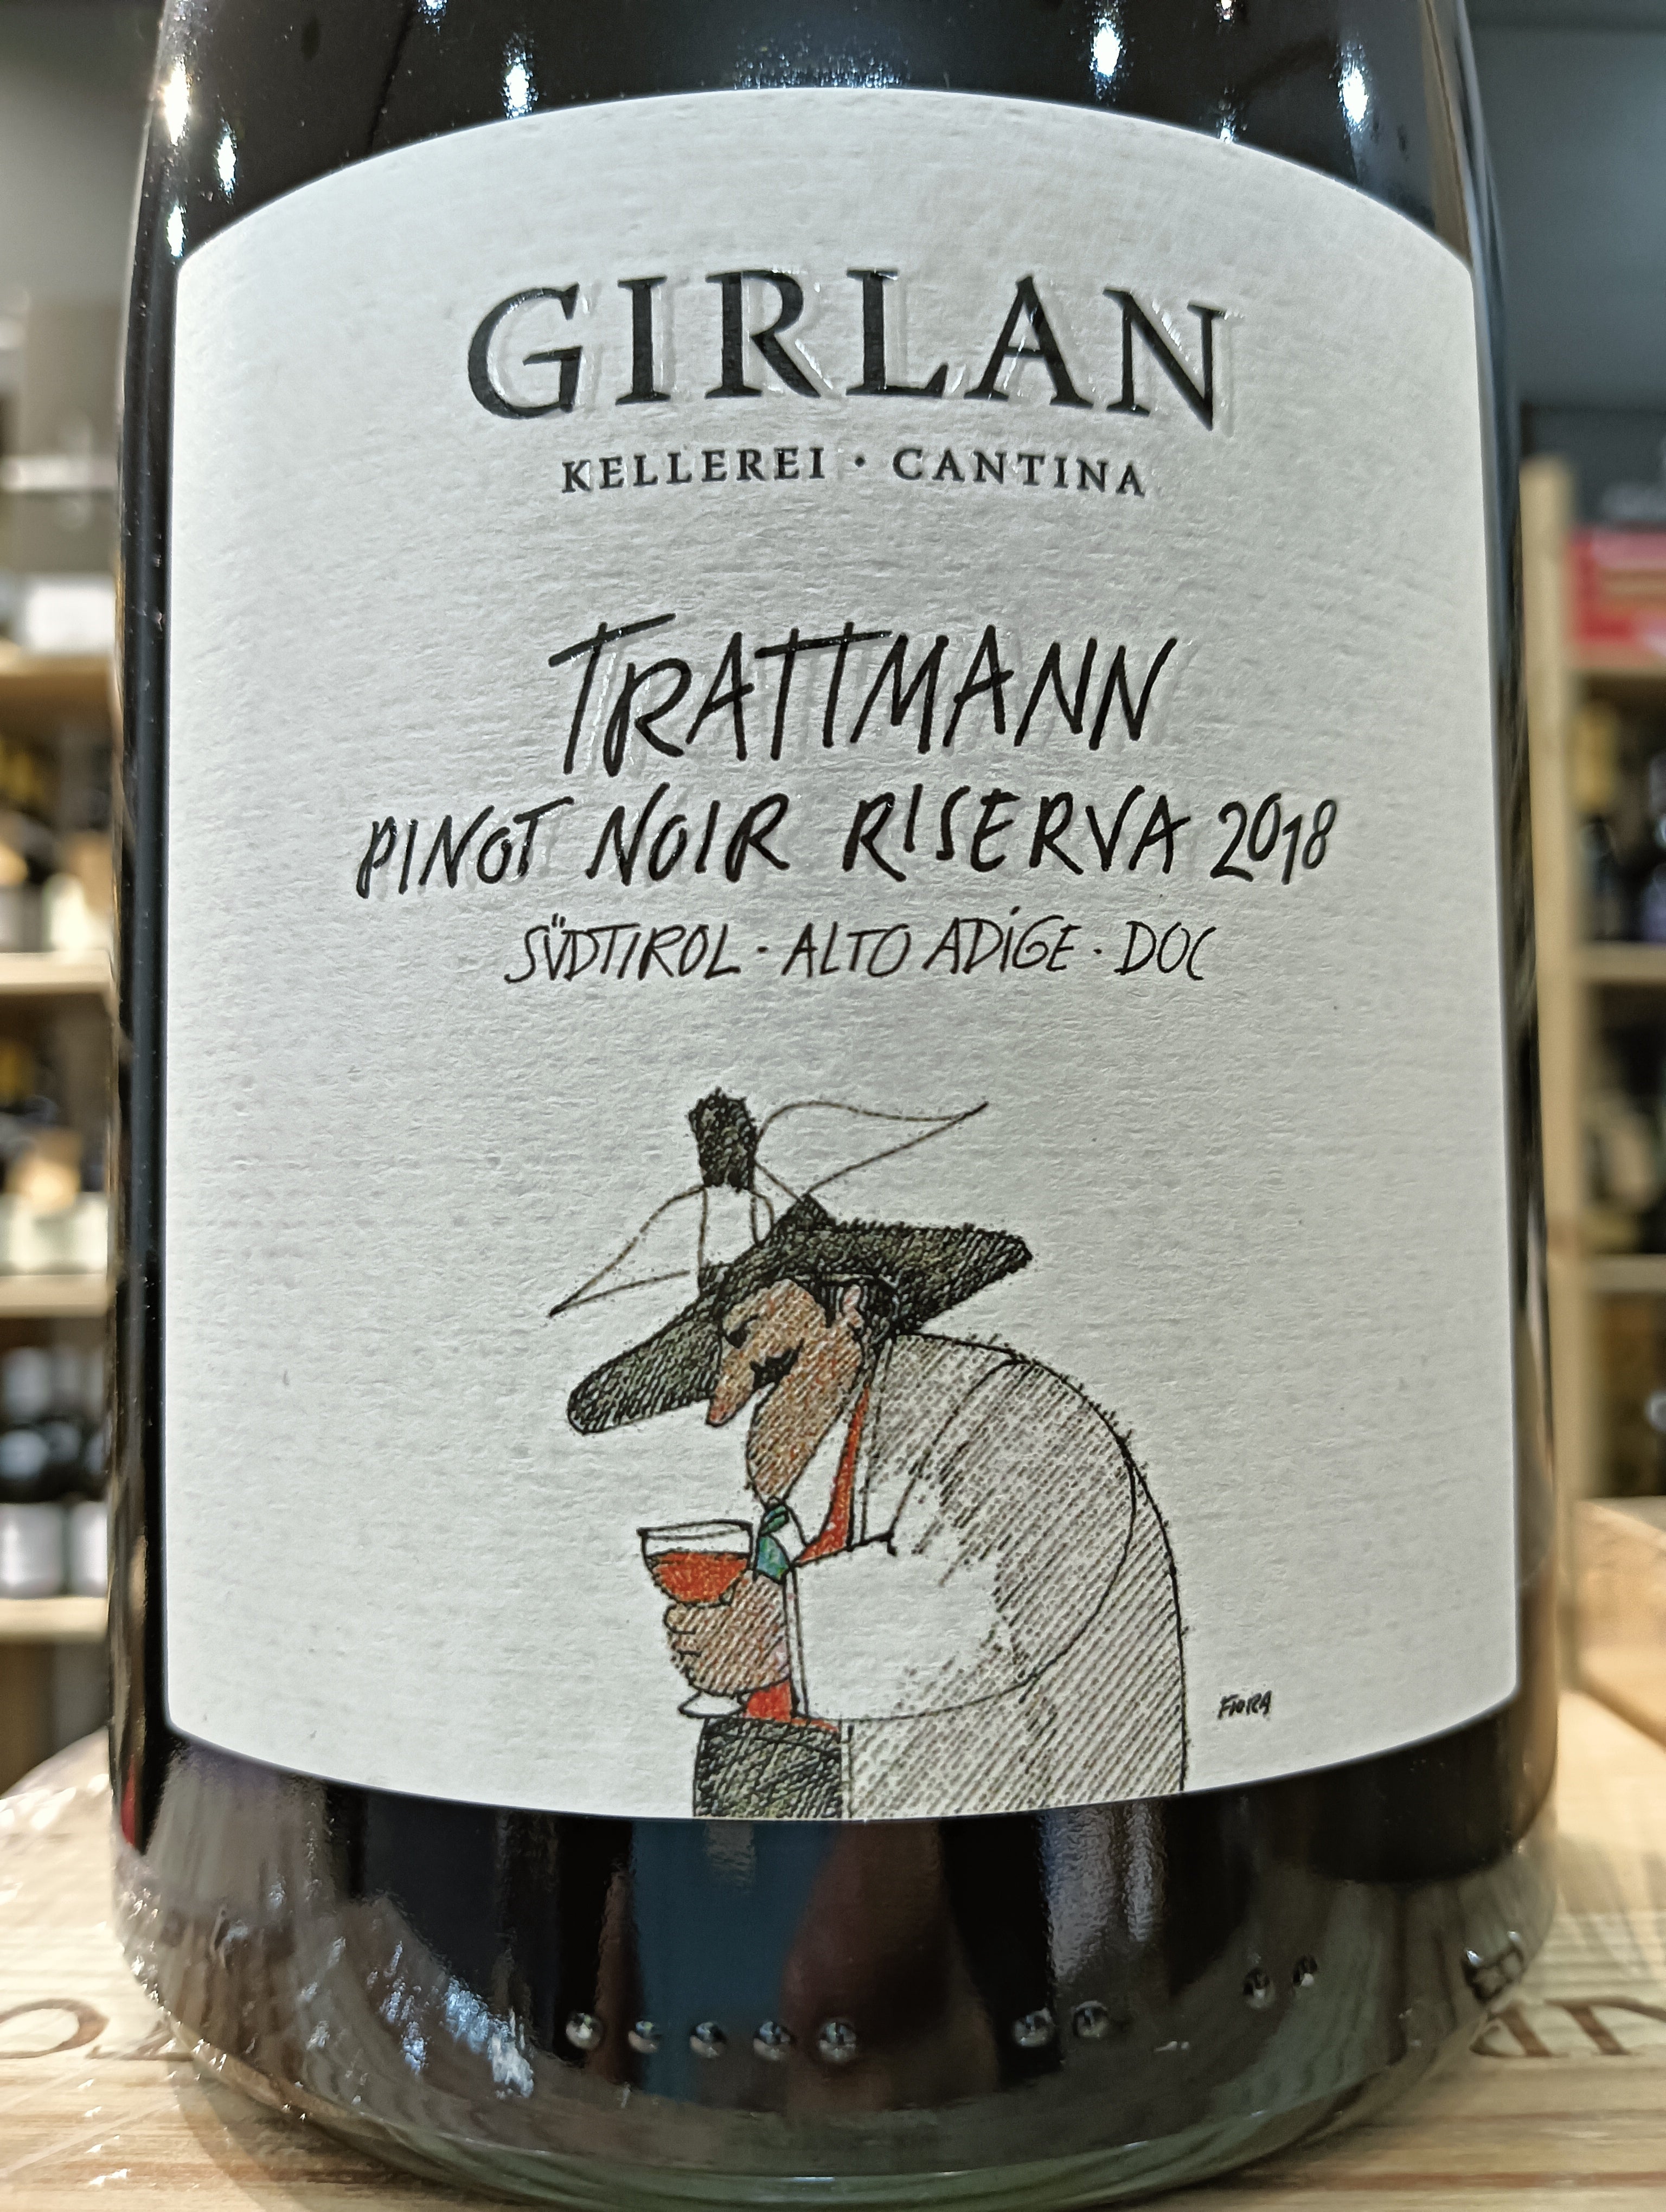 GIRLAN
KELLEREI · CANTINA
TRATTMANN
PINOT NOIR RISERVA 2018
SÜDTIROL · ALTO ADIGE · DOC
FIORA